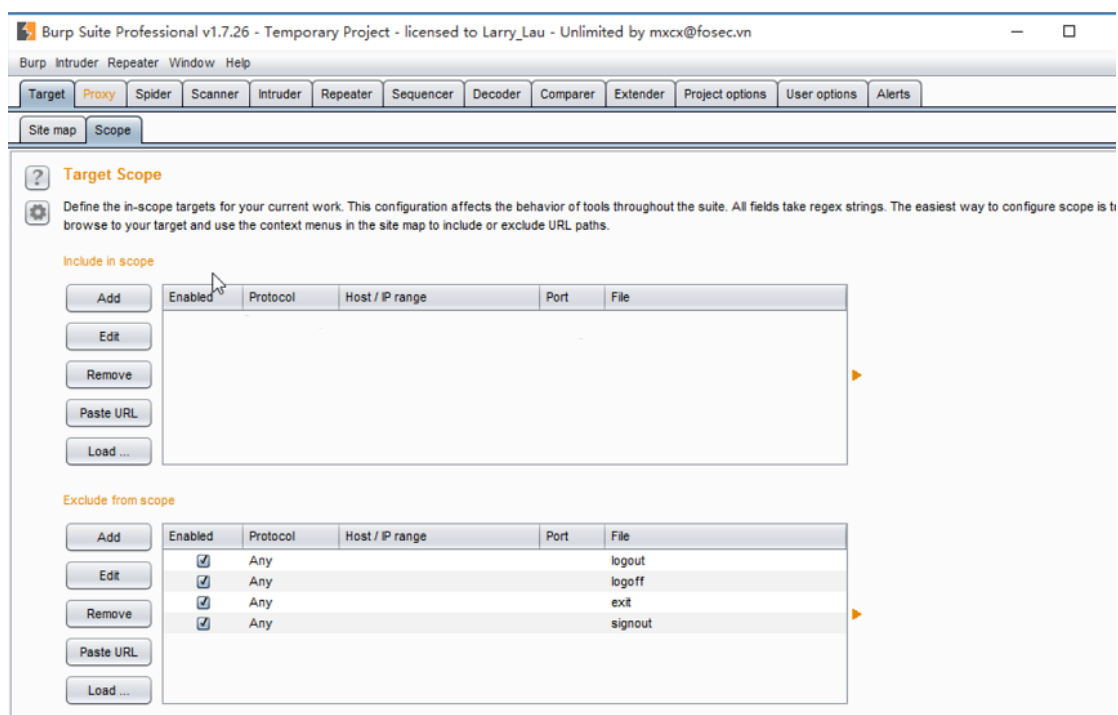 Burp Suite Professional v1.7.26 - Temporary Project - licensed to Larry_Lau - Unlimited by mxcx@fosec.vn
Burp Intruder Repeater Window Help
Target Proxy Spider Scanner Intruder Repeater Sequencer Decoder Comparer Extender Project options User options Alerts
Site map Scope
? Target Scope
Define the in-scope targets for your current work. This configuration affects the behavior of tools throughout the suite. All fields take regex strings. The easiest way to configure scope is
browse to your target and use the context menus in the site map to include or exclude URL paths.
Include in scope
Add Enabled Protocol Host / IP range Port File
Edit
Remove
Paste URL
Load ...
Exclude from scope
Add Enabled Protocol Host / IP range Port File
Any logout
Edit Any logoff
Remove Any exit
Any signout
Paste URL
Load ...